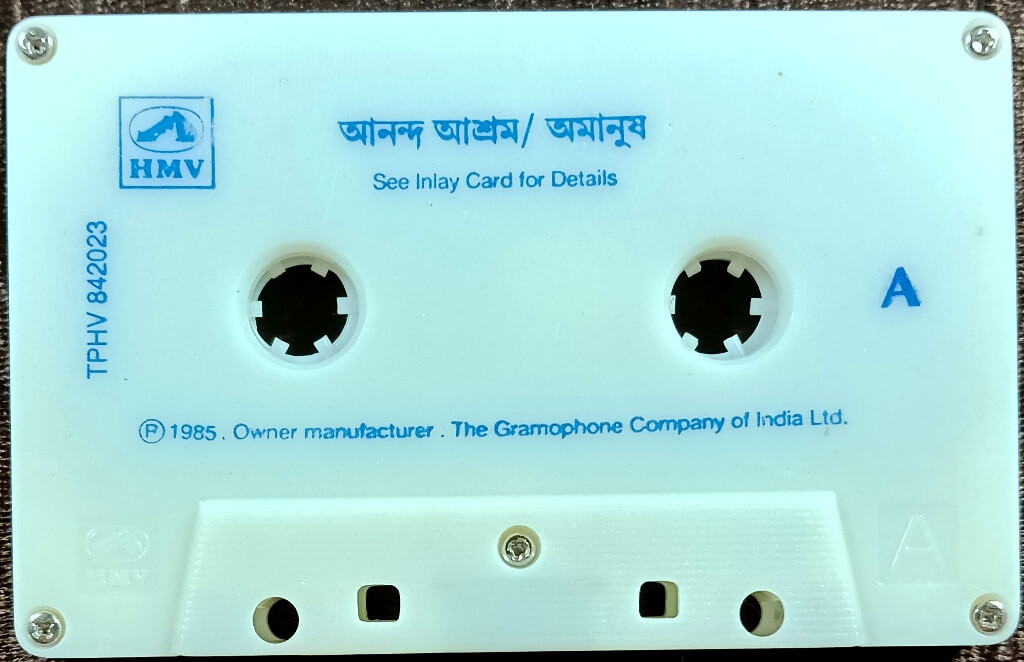 HMV
আনন্দ আশ্রম / অমানুষ
See Inlay Card for Details
TPHV 842023
A
Ⓟ 1985 . Owner manufacturer . The Gramophone Company of India Ltd.
HMV
A